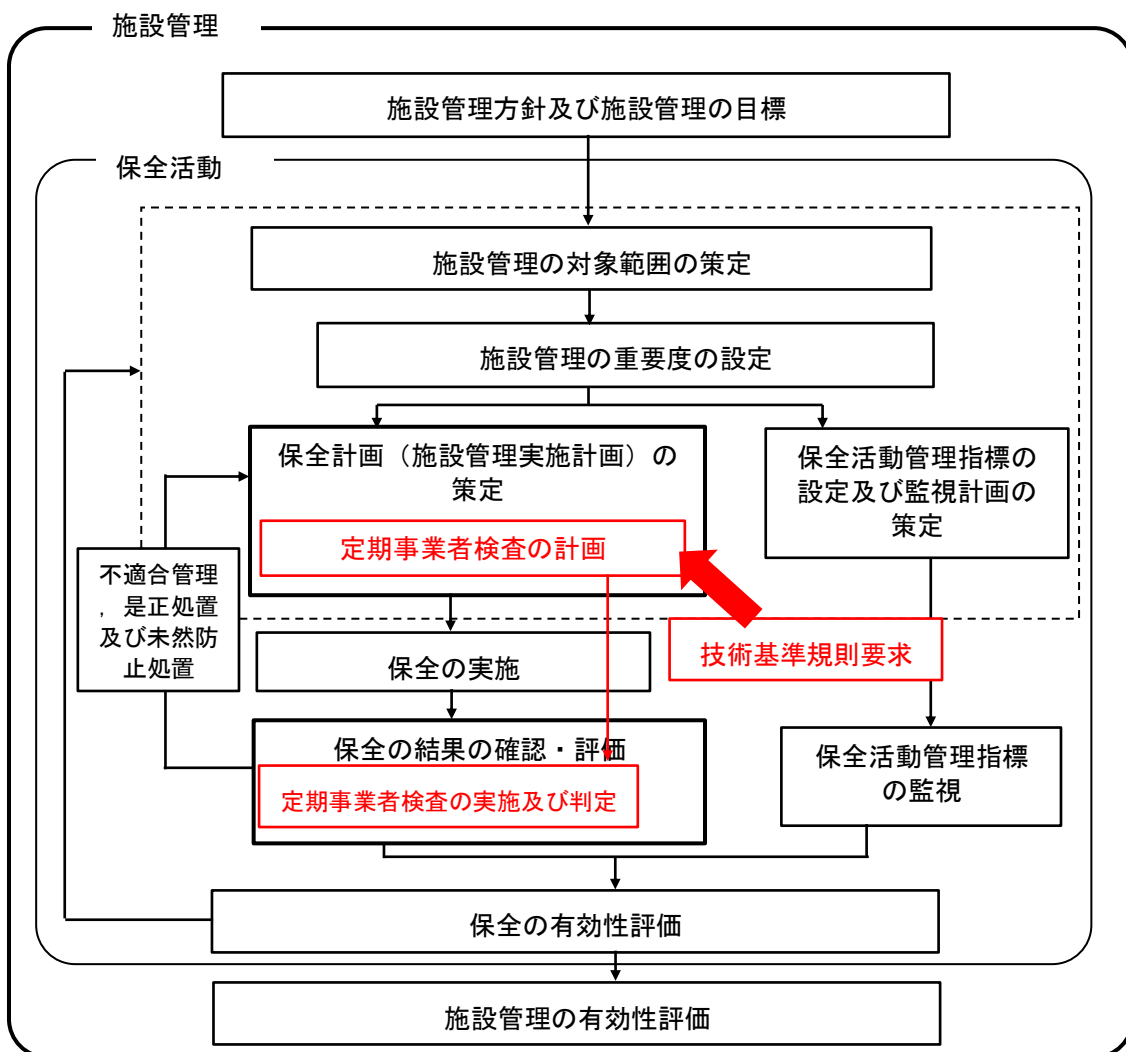 施設管理
施設管理方針及び施設管理の目標
保全活動
施設管理の対象範囲の策定
施設管理の重要度の設定
保全計画（施設管理実施計画）の
策定
定期事業者検査の計画
保全活動管理指標の
設定及び監視計画の
策定
不適合管理
，是正処置
及び未然防
止処置
技術基準規則要求
保全の実施
保全の結果の確認・評価
定期事業者検査の実施及び判定
保全活動管理指標
の監視
保全の有効性評価
施設管理の有効性評価